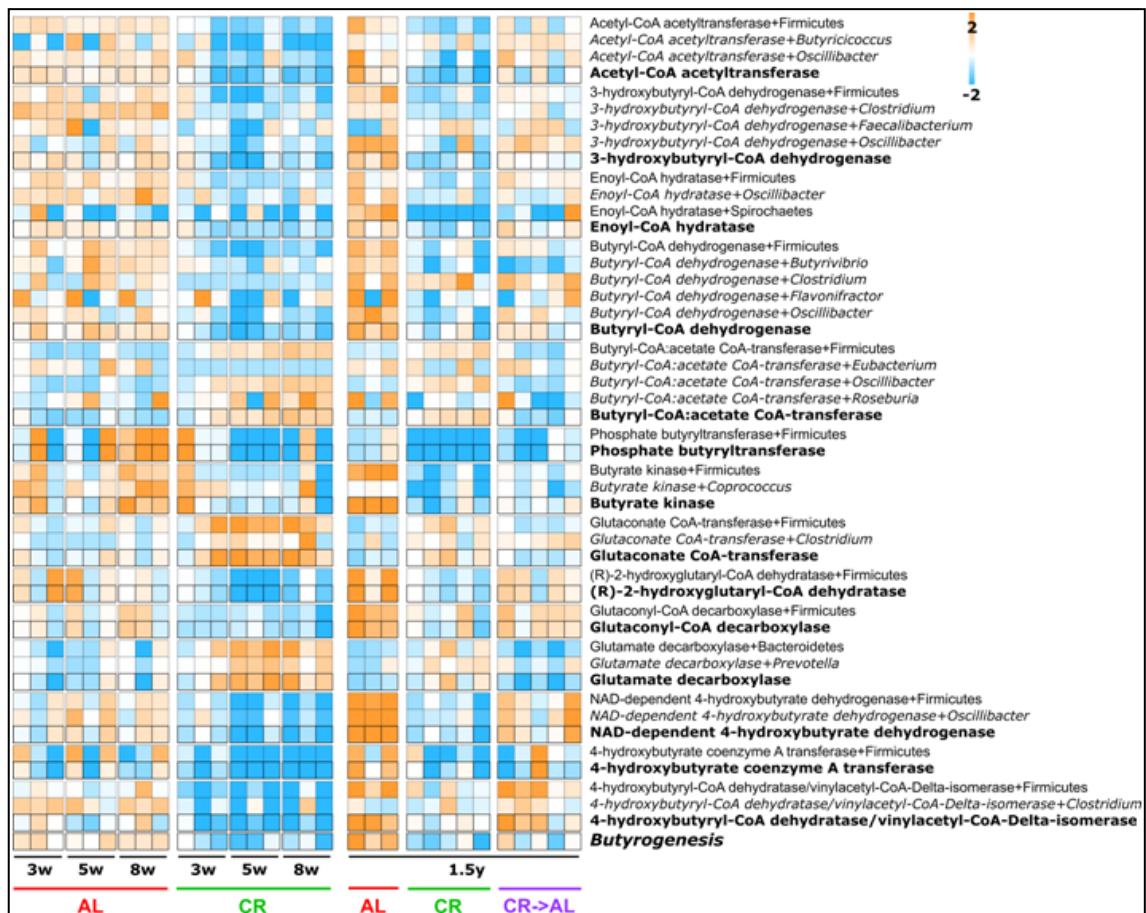 Acetyl-CoA acetyltransferase+Firmicutes
Acetyl-CoA acetyltransferase+Butyricicoccus
Acetyl-CoA acetyltransferase+Oscillibacter
Acetyl-CoA acetyltransferase
2
-2
3-hydroxybutyryl-CoA dehydrogenase+Firmicutes
3-hydroxybutyryl-CoA dehydrogenase+Clostridium
3-hydroxybutyryl-CoA dehydrogenase+Faecalibacterium
3-hydroxybutyryl-CoA dehydrogenase+Oscillibacter
3-hydroxybutyryl-CoA dehydrogenase
Enoyl-CoA hydratase+Firmicutes
Enoyl-CoA hydratase+Oscillibacter
Enoyl-CoA hydratase+Spirochaetes
Enoyl-CoA hydratase
Butyryl-CoA dehydrogenase+Firmicutes
Butyryl-CoA dehydrogenase+Butyrivibrio
Butyryl-CoA dehydrogenase+Clostridium
Butyryl-CoA dehydrogenase+Flavonifractor
Butyryl-CoA dehydrogenase+Oscillibacter
Butyryl-CoA dehydrogenase
Butyryl-CoA:acetate CoA-transferase+Firmicutes
Butyryl-CoA:acetate CoA-transferase+Eubacterium
Butyryl-CoA:acetate CoA-transferase+Oscillibacter
Butyryl-CoA:acetate CoA-transferase+Roseburia
Butyryl-CoA:acetate CoA-transferase
Phosphate butyryltransferase+Firmicutes
Phosphate butyryltransferase
Butyrate kinase+Firmicutes
Butyrate kinase+Coprococcus
Butyrate kinase
Glutaconate CoA-transferase+Firmicutes
Glutaconate CoA-transferase+Clostridium
Glutaconate CoA-transferase
(R)-2-hydroxyglutaryl-CoA dehydratase+Firmicutes
(R)-2-hydroxyglutaryl-CoA dehydratase
Glutaconyl-CoA decarboxylase+Firmicutes
Glutaconyl-CoA decarboxylase
Glutamate decarboxylase+Bacteroidetes
Glutamate decarboxylase+Prevotella
Glutamate decarboxylase
NAD-dependent 4-hydroxybutyrate dehydrogenase+Firmicutes
NAD-dependent 4-hydroxybutyrate dehydrogenase+Oscillibacter
NAD-dependent 4-hydroxybutyrate dehydrogenase
4-hydroxybutyrate coenzyme A transferase+Firmicutes
4-hydroxybutyrate coenzyme A transferase
4-hydroxybutyryl-CoA dehydratase/vinylacetyl-CoA-Delta-isomerase+Firmicutes
4-hydroxybutyryl-CoA dehydratase/vinylacetyl-CoA-Delta-isomerase+Clostridium
4-hydroxybutyryl-CoA dehydratase/vinylacetyl-CoA-Delta-isomerase
Butyrogenesis
3w 5w 8w 3w 5w 8w 1.5y
AL CR AL CR CR->AL